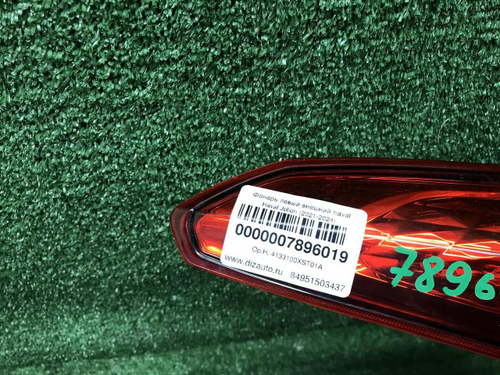 Фонарь левый внешний haval
Haval Jolion (2021-2024)
0000007896019
Ор.Н. 4133100XST01A
www.dizauto.ru 84951503437
7896